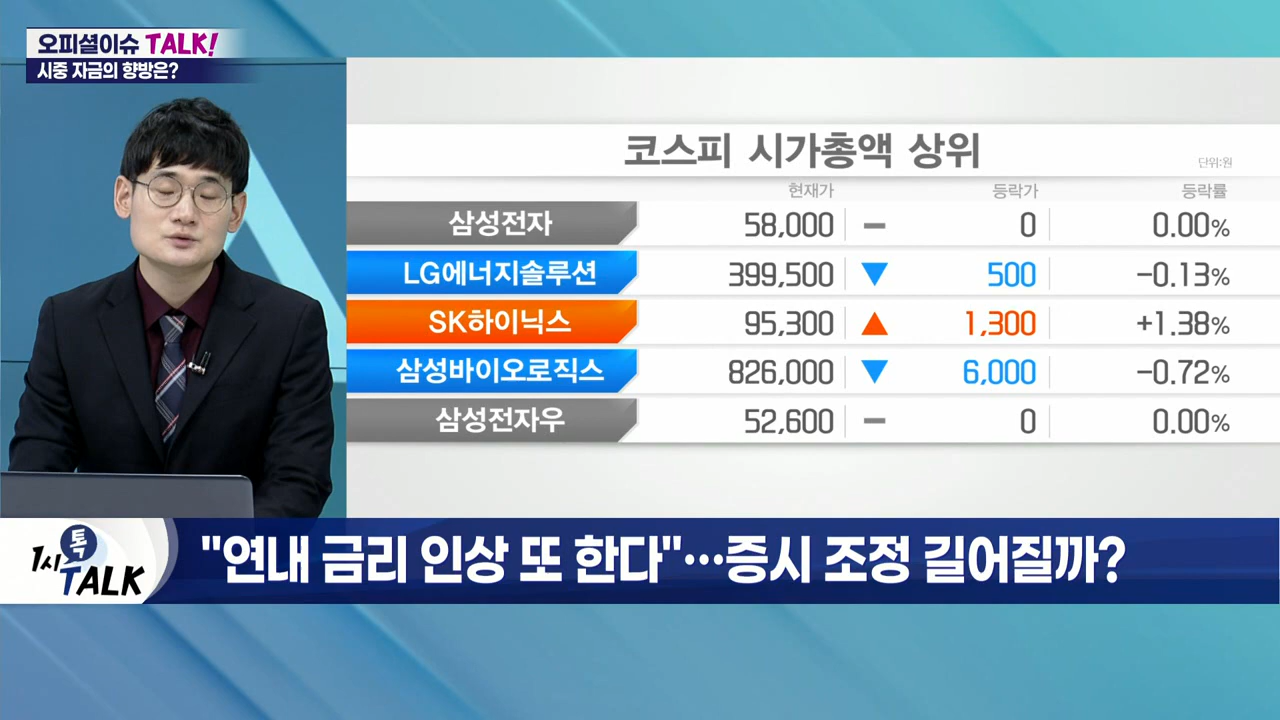 오피셜이슈 TALK!
시중 자금의 향방은?
코스피 시가총액 상위
단위:원
현재가 등락가 등락률
삼성전자 58,000 − 0 0.00%
LG에너지솔루션 399,500 ▼ 500 −0.13%
SK하이닉스 95,300 ▲ 1,300 +1.38%
삼성바이오로직스 826,000 ▼ 6,000 −0.72%
삼성전자우 52,600 − 0 0.00%
1시 톡 TALK
"연내 금리 인상 또 한다"…증시 조정 길어질까?